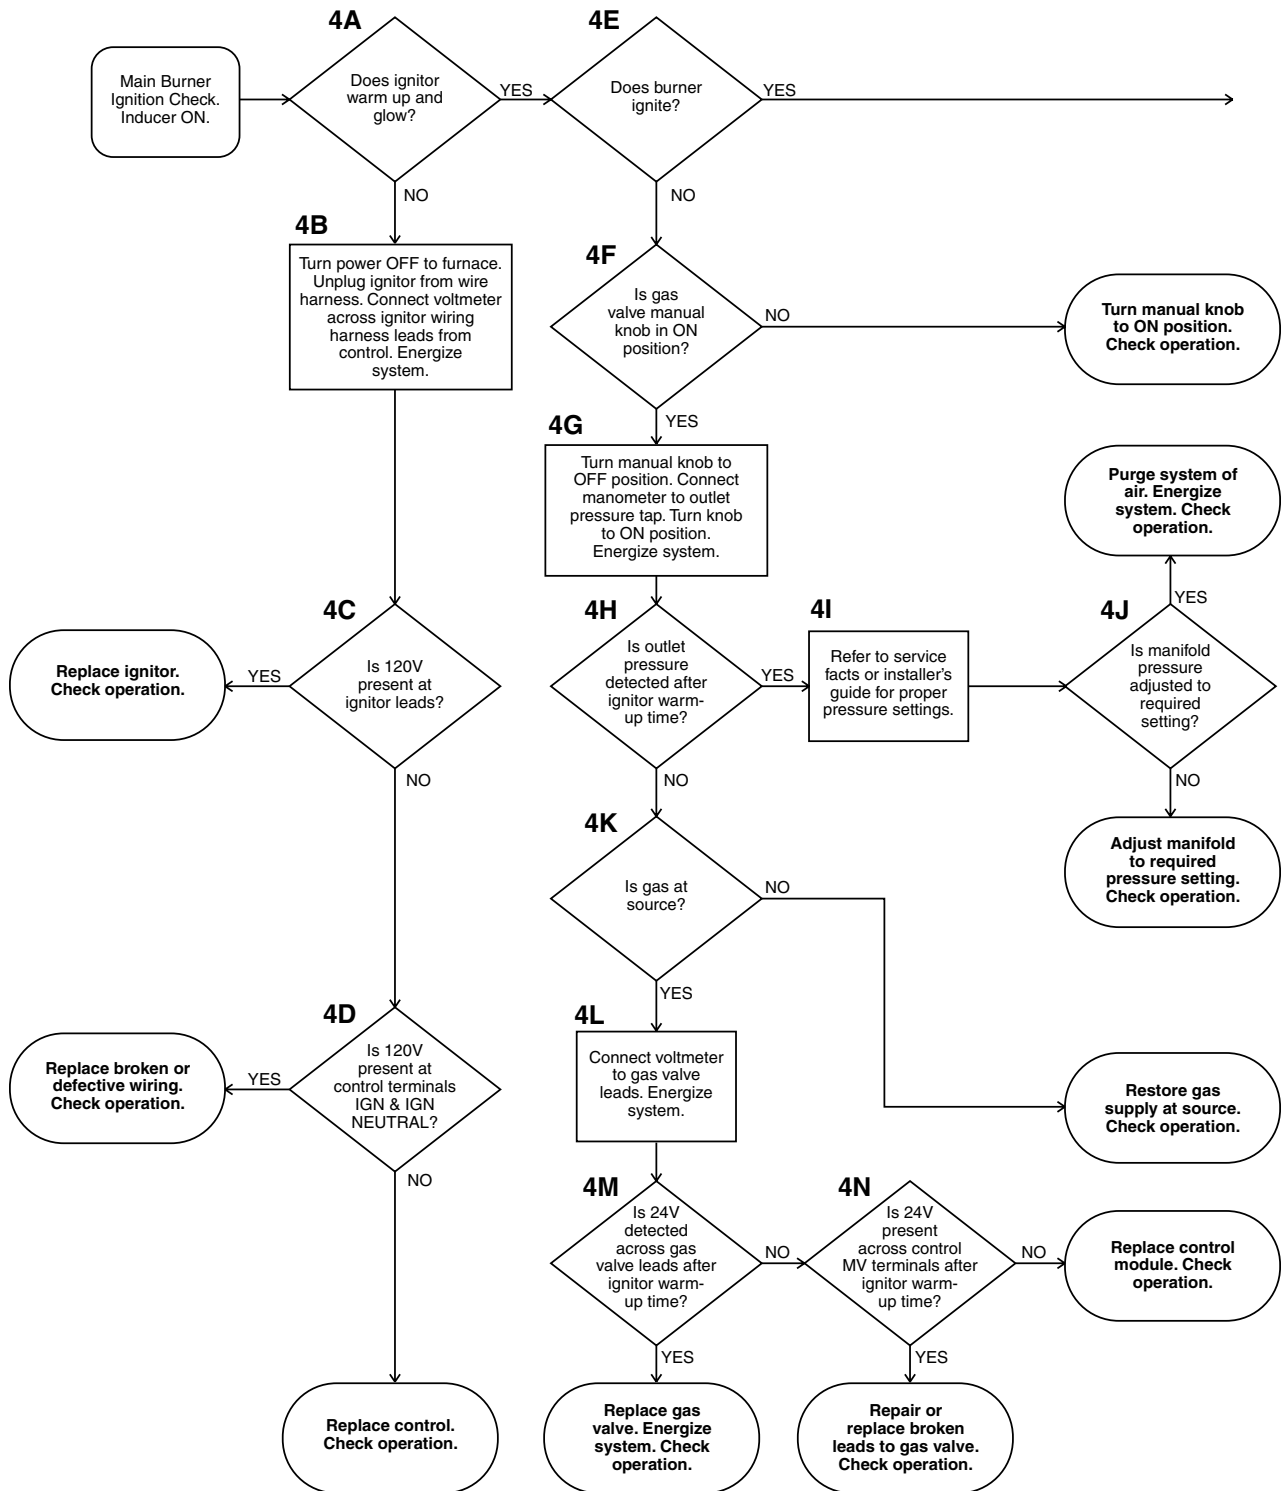 4A
4E
Main Burner
Ignition Check.
Inducer ON.
Does ignitor
warm up and
glow?
YES
Does burner
ignite?
YES
NO
NO
4B
Turn power OFF to furnace.
Unplug ignitor from wire
harness. Connect voltmeter
across ignitor wiring
harness leads from
control. Energize
system.
4F
Is gas
valve manual
knob in ON
position?
NO
Turn manual knob
to ON position.
Check operation.
YES
4G
Turn manual knob to
OFF position. Connect
manometer to outlet
pressure tap. Turn knob
to ON position.
Energize system.
Purge system of
air. Energize
system. Check
operation.
YES
4C
Is 120V
present at
ignitor leads?
YES
Replace ignitor.
Check operation.
NO
4H
Is outlet
pressure
detected after
ignitor warm-
up time?
YES
4I
Refer to service
facts or installer's
guide for proper
pressure settings.
4J
Is manifold
pressure
adjusted to
required
setting?
NO
NO
Adjust manifold
to required
pressure setting.
Check operation.
4K
Is gas at
source?
NO
YES
Restore gas
supply at source.
Check operation.
4D
Is 120V
present at
control terminals
IGN & IGN
NEUTRAL?
YES
Replace broken or
defective wiring.
Check operation.
NO
4L
Connect voltmeter
to gas valve
leads. Energize
system.
4M
Is 24V
detected
across gas
valve leads after
ignitor warm-
up time?
NO
4N
Is 24V
present
across control
MV terminals after
ignitor warm-
up time?
NO
Replace control
module. Check
operation.
YES
YES
Replace control.
Check operation.
Replace gas
valve. Energize
system. Check
operation.
Repair or
replace broken
leads to gas valve.
Check operation.